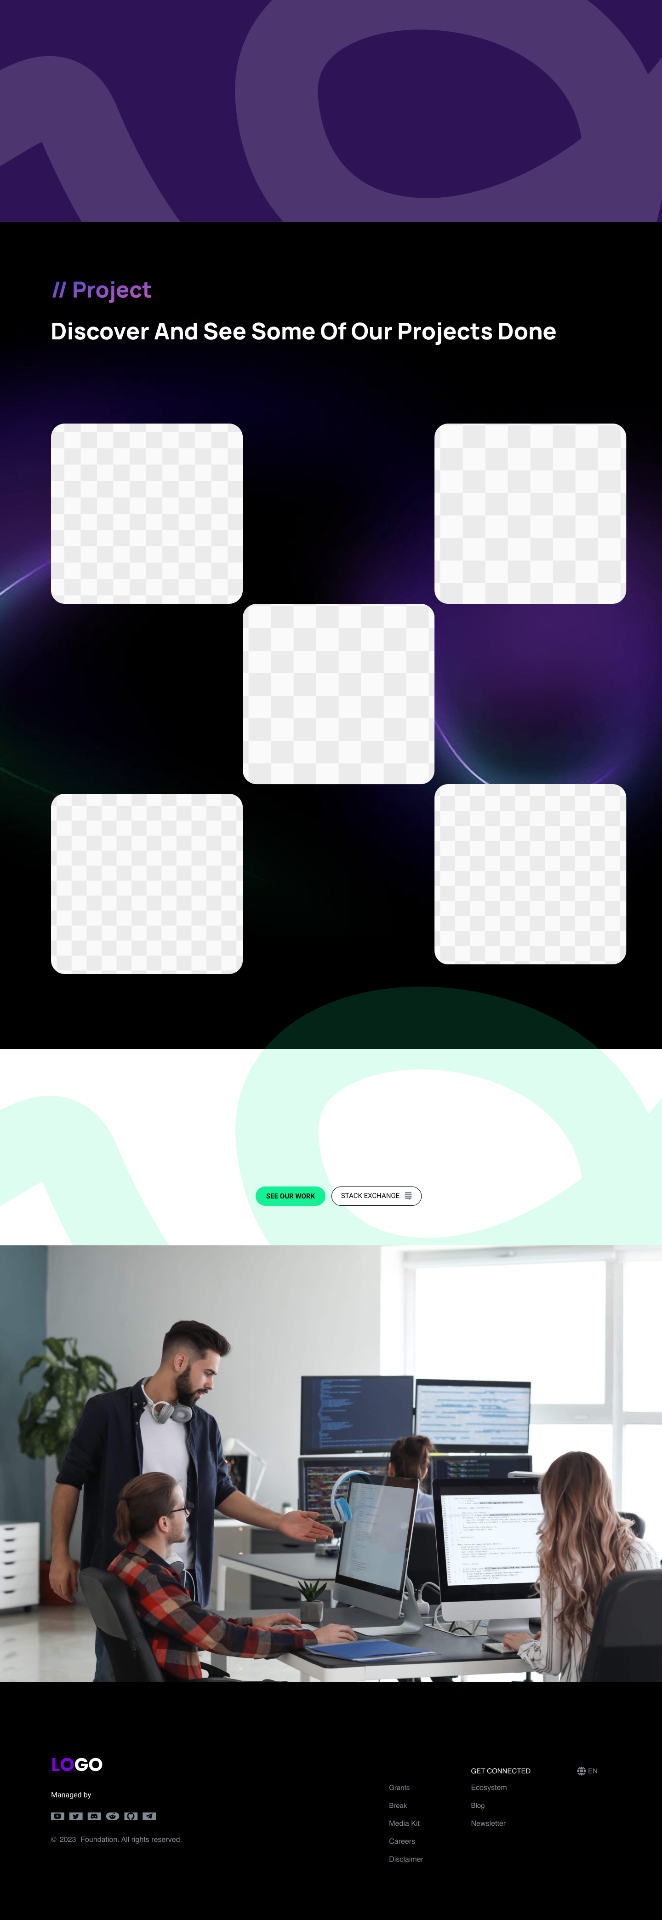 // Project
Discover And See Some Of Our Projects Done
SEE OUR WORK
STACK EXCHANGE
LOGO
Managed by
© 2023 Foundation. All rights reserved.
Grants
Break
Media Kit
Careers
Disclaimer
GET CONNECTED
Ecosystem
Blog
Newsletter
EN